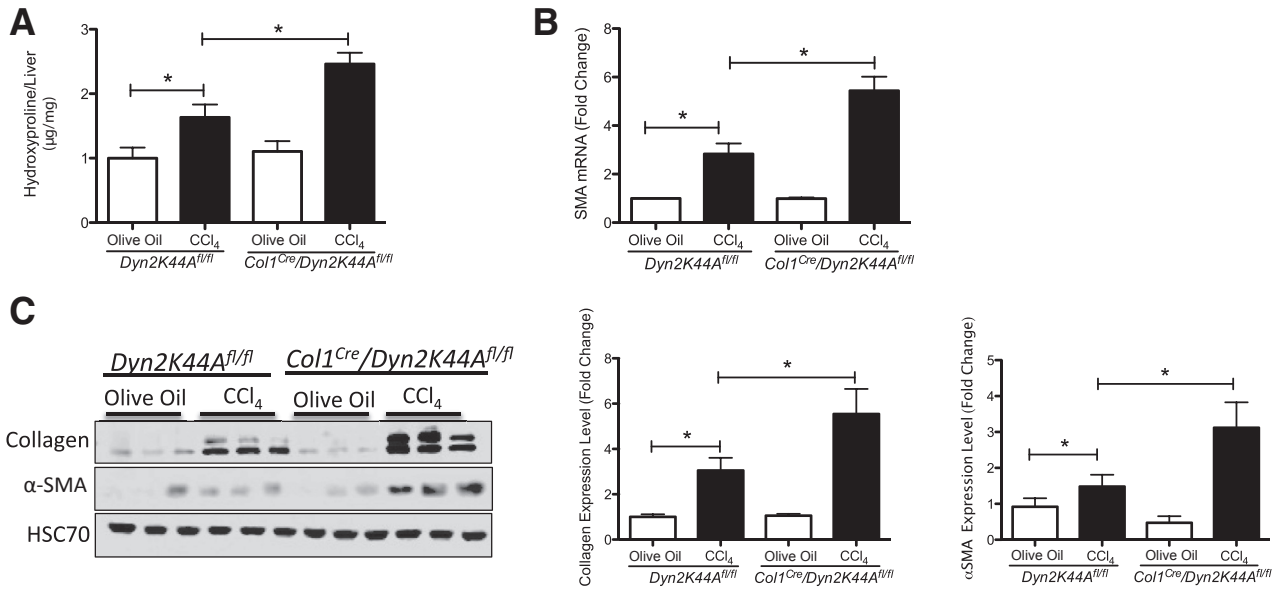 A
Hydroxyproline/Liver
(µg/mg)
3
2
1
0
*
*
Olive Oil CCl4 Olive Oil CCl4
Dyn2K44Afl/fl Col1Cre/Dyn2K44Afl/fl
B
SMA mRNA (Fold Change)
8
6
4
2
0
*
*
Olive Oil CCl4 Olive Oil CCl4
Dyn2K44Afl/fl Col1Cre/Dyn2K44Afl/fl
C
Dyn2K44Afl/fl Col1Cre/Dyn2K44Afl/fl
Olive Oil CCl4 Olive Oil CCl4
Collagen
α-SMA
HSC70
Collagen Expression Level (Fold Change)
8
6
4
2
0
*
*
Olive Oil CCl4 Olive Oil CCl4
Dyn2K44Afl/fl Col1Cre/Dyn2K44Afl/fl
αSMA Expression Level (Fold Change)
5
4
3
2
1
0
*
*
Olive Oil CCl4 Olive Oil CCl4
Dyn2K44Afl/fl Col1Cre/Dyn2K44Afl/fl